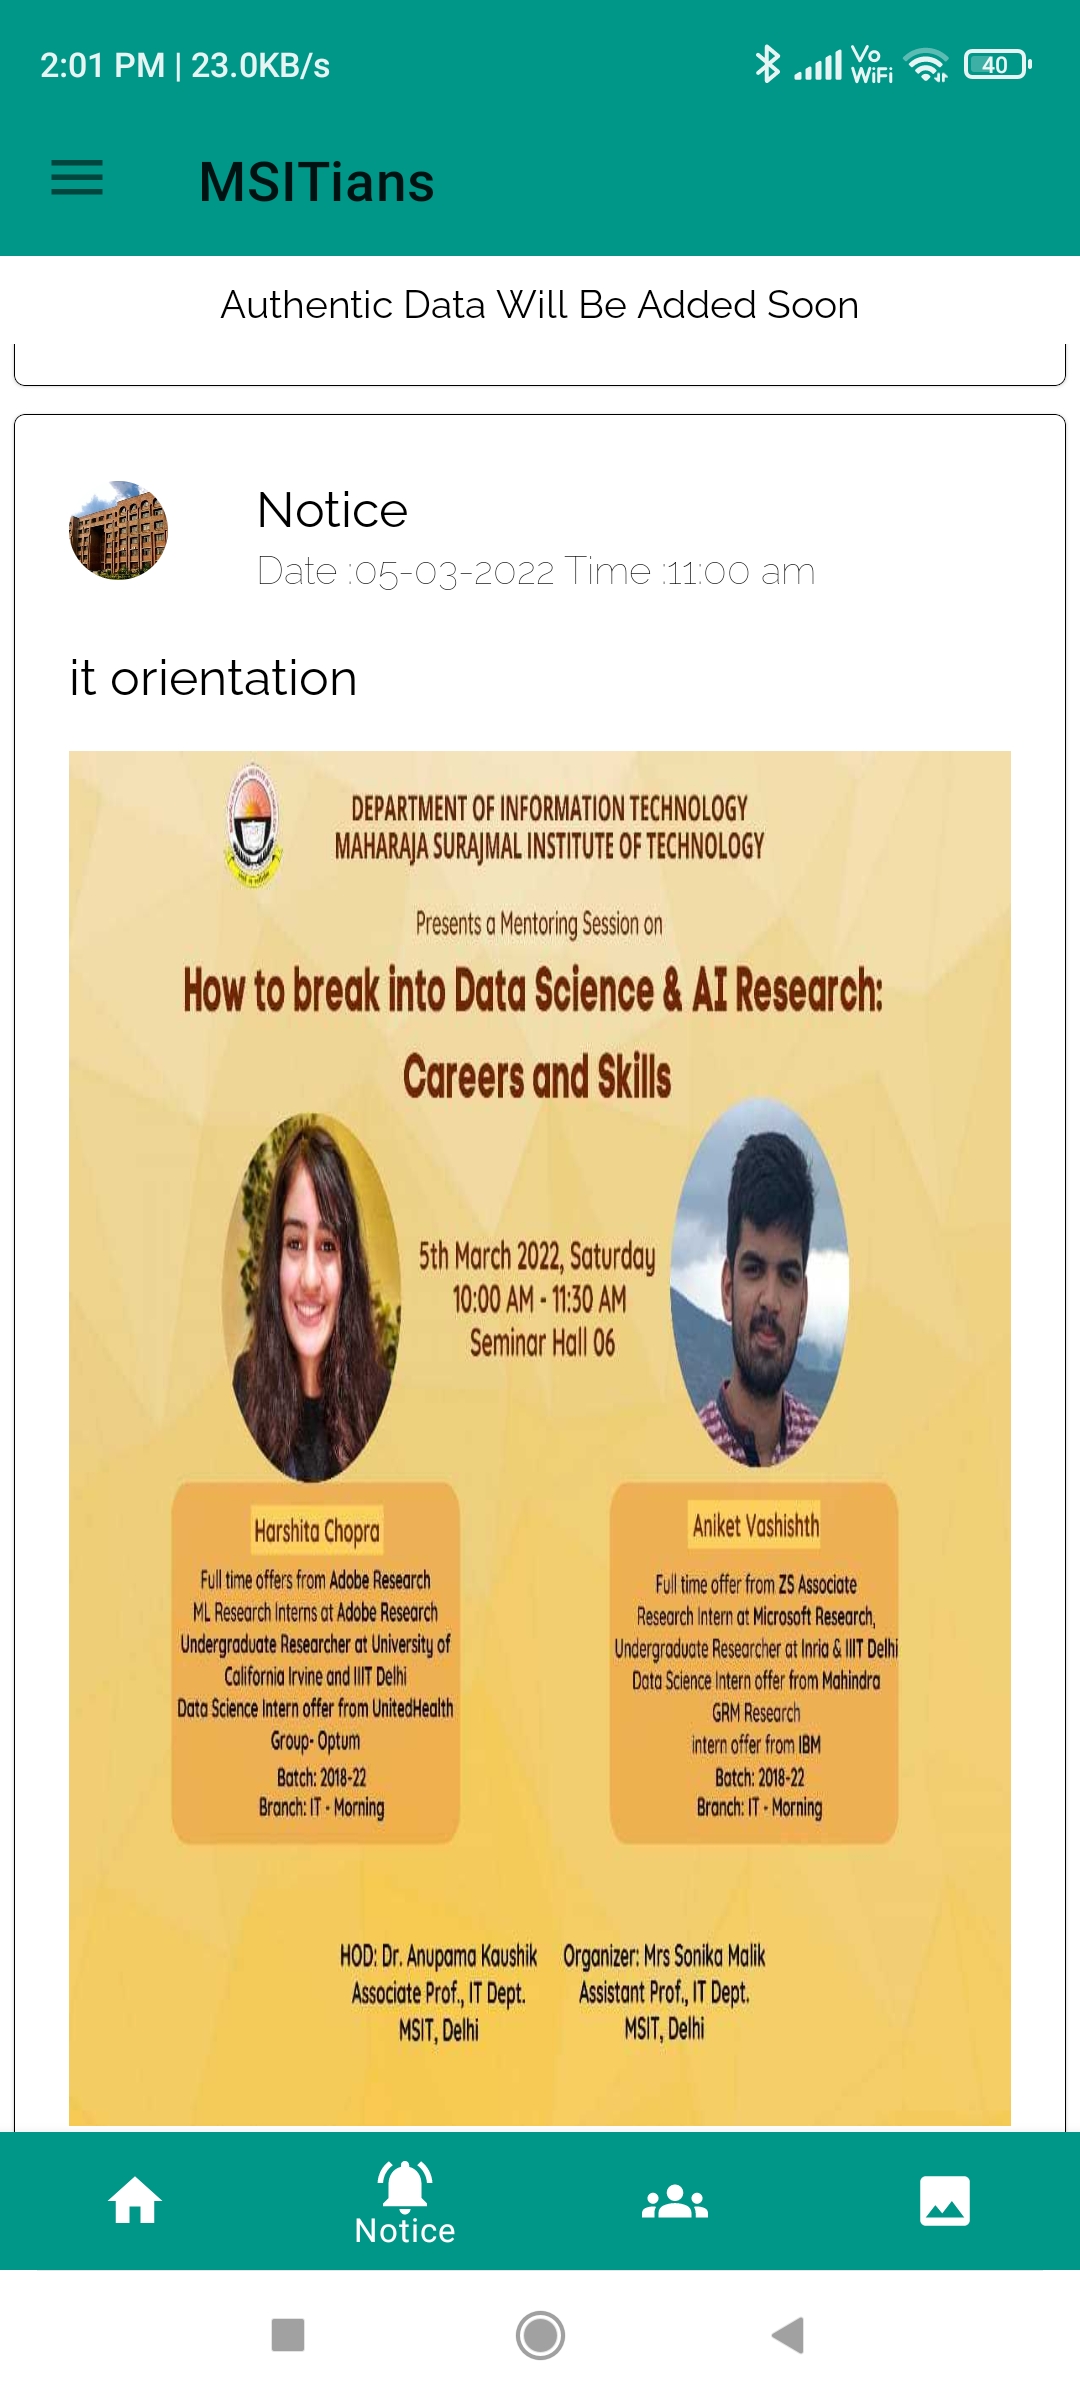 2:01 PM | 23.0KB/s
Vo
WiFi
40
MSITians
Authentic Data Will Be Added Soon
Notice
Date :05-03-2022 Time :11:00 am
it orientation
DEPARTMENT OF INFORMATION TECHNOLOGY
MAHARAJA SURAJMAL INSTITUTE OF TECHNOLOGY
Presents a Mentoring Session on
How to break into Data Science & AI Research:
Careers and Skills
5th March 2022, Saturday
10:00 AM - 11:30 AM
Seminar Hall 06
Harshita Chopra
Full time offers from Adobe Research
ML Research Interns at Adobe Research
Undergraduate Researcher at University of
California Irvine and IIIT Delhi
Data Science Intern offer from UnitedHealth
Group- Optum
Batch: 2018-22
Branch: IT - Morning
Aniket Vashishth
Full time offer from ZS Associate
Research Intern at Microsoft Research,
Undergraduate Researcher at Inria & IIIT Delhi
Data Science Intern offer from Mahindra
GRM Research
intern offer from IBM
Batch: 2018-22
Branch: IT - Morning
HOD: Dr. Anupama Kaushik
Associate Prof., IT Dept.
MSIT, Delhi
Organizer: Mrs Sonika Malik
Assistant Prof., IT Dept.
MSIT, Delhi
Notice